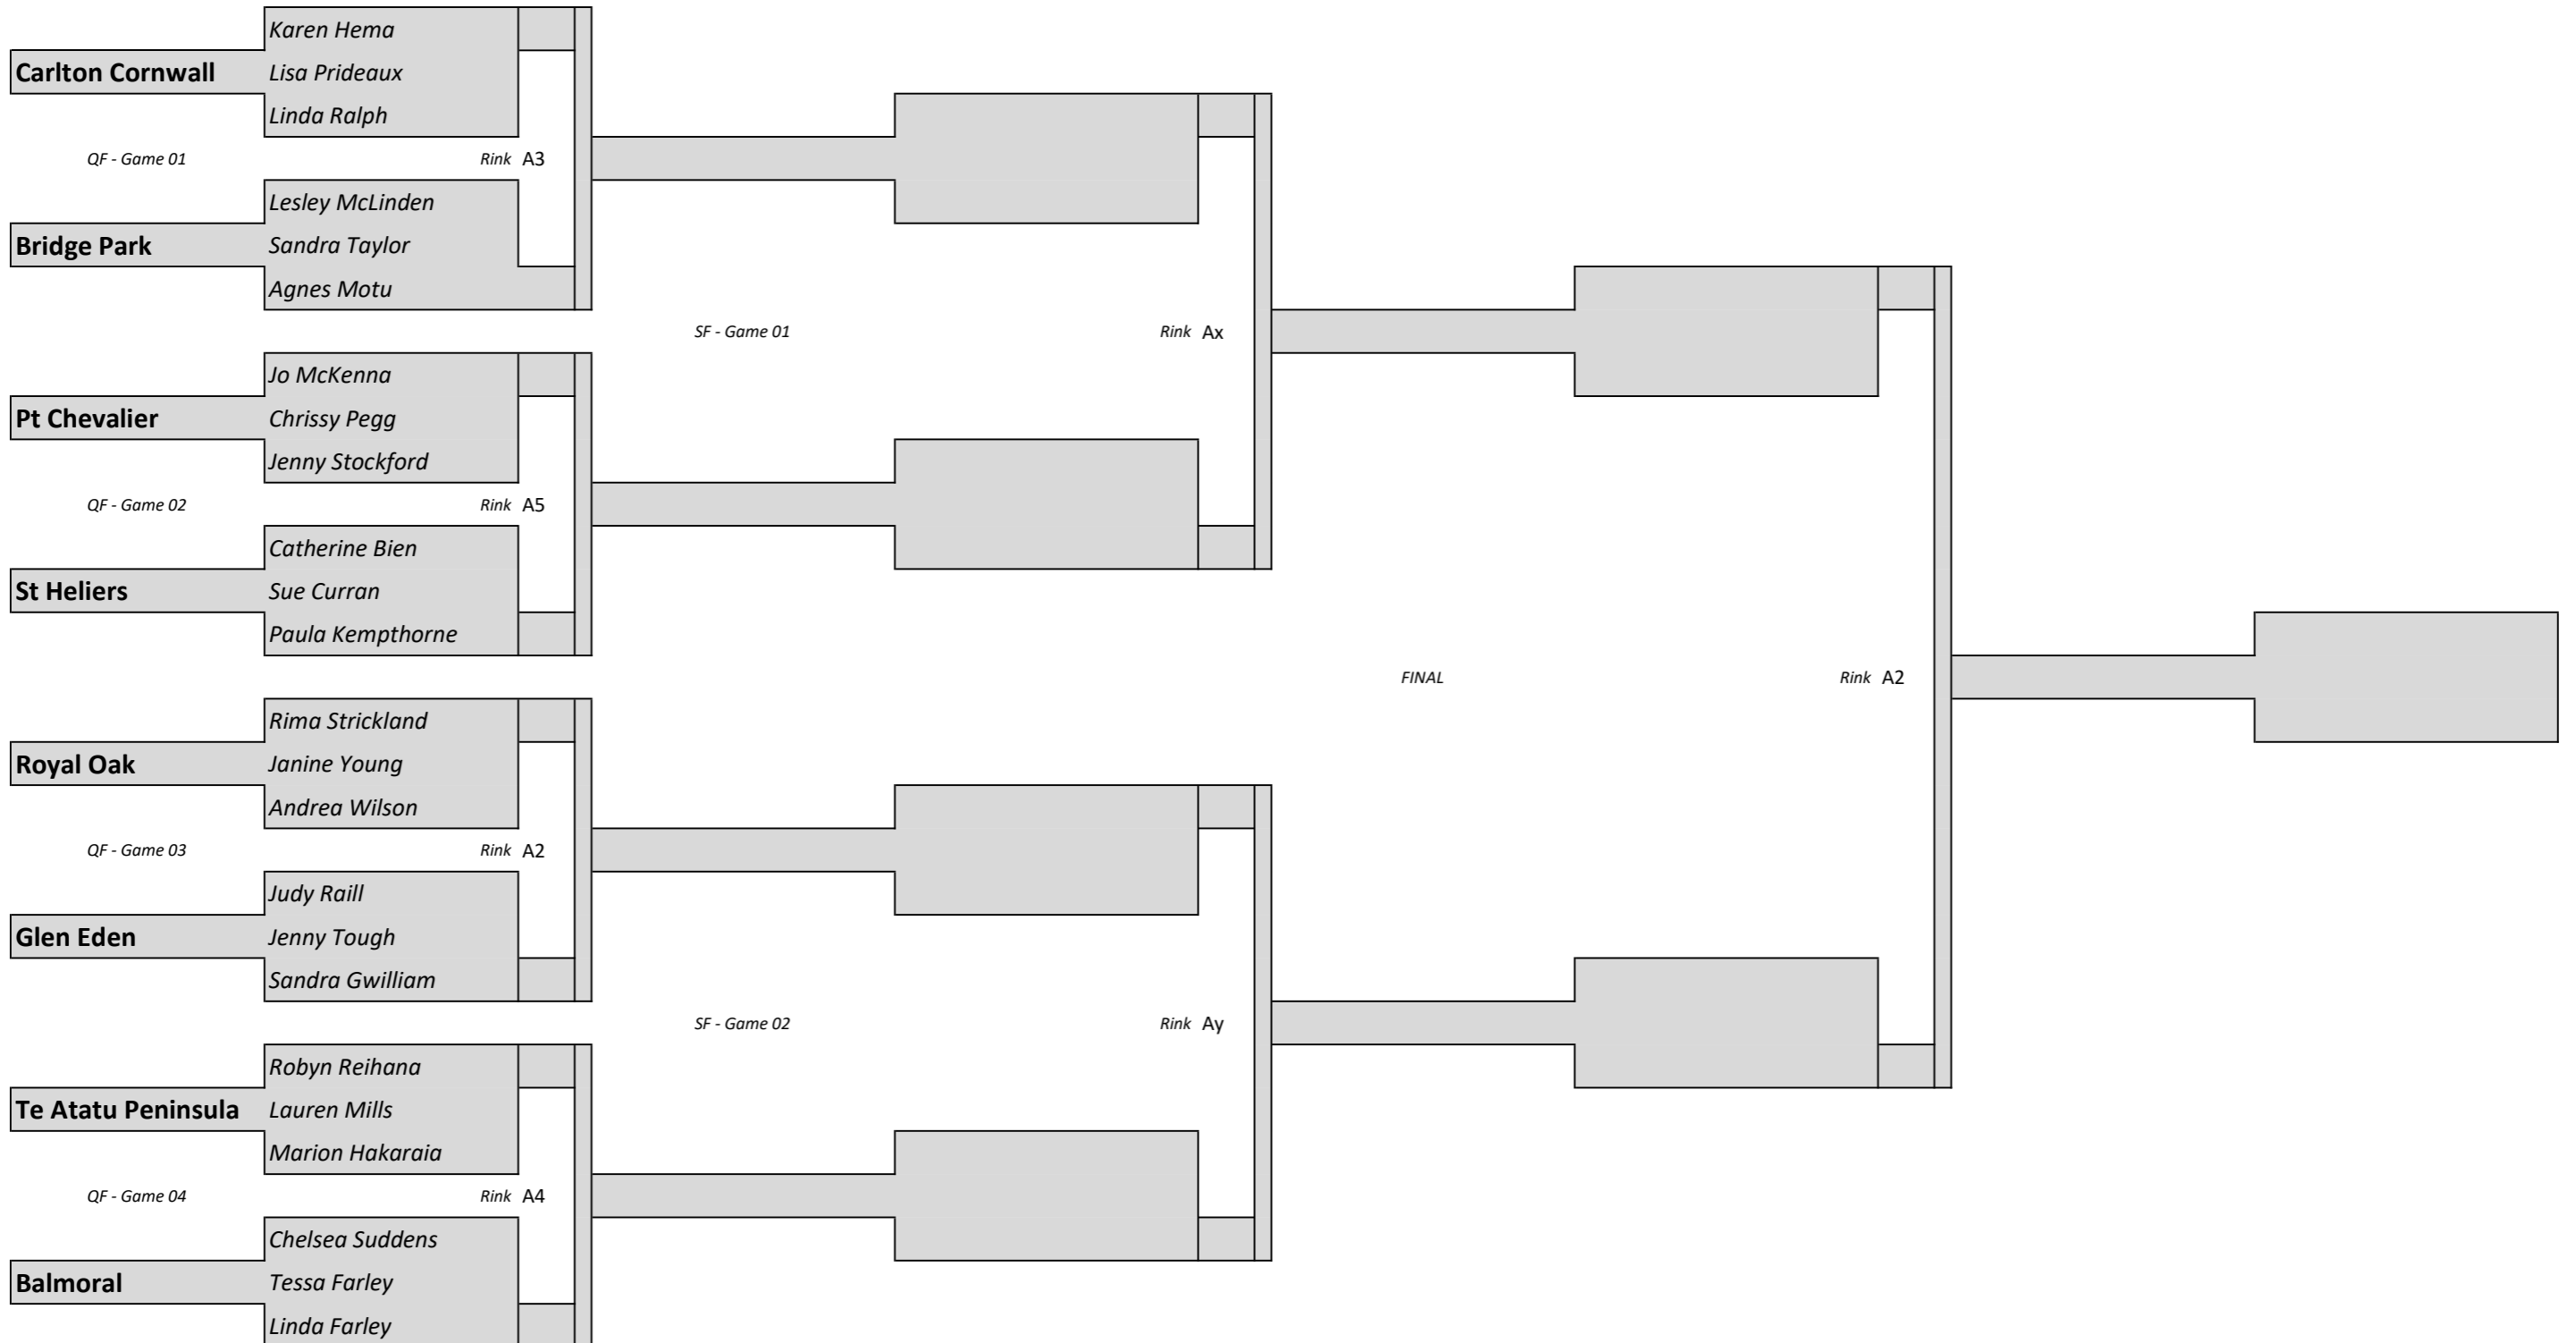 Karen Hema
Carlton Cornwall Lisa Prideaux
Linda Ralph
QF - Game 01 Rink A3
Lesley McLinden
Bridge Park Sandra Taylor
Agnes Motu
SF - Game 01 Rink Ax
Jo McKenna
Pt Chevalier Chrissy Pegg
Jenny Stockford
QF - Game 02 Rink A5
Catherine Bien
St Heliers Sue Curran
Paula Kempthorne
FINAL Rink A2
Rima Strickland
Royal Oak Janine Young
Andrea Wilson
QF - Game 03 Rink A2
Judy Raill
Glen Eden Jenny Tough
Sandra Gwilliam
SF - Game 02 Rink Ay
Robyn Reihana
Te Atatu Peninsula Lauren Mills
Marion Hakaraia
QF - Game 04 Rink A4
Chelsea Suddens
Balmoral Tessa Farley
Linda Farley